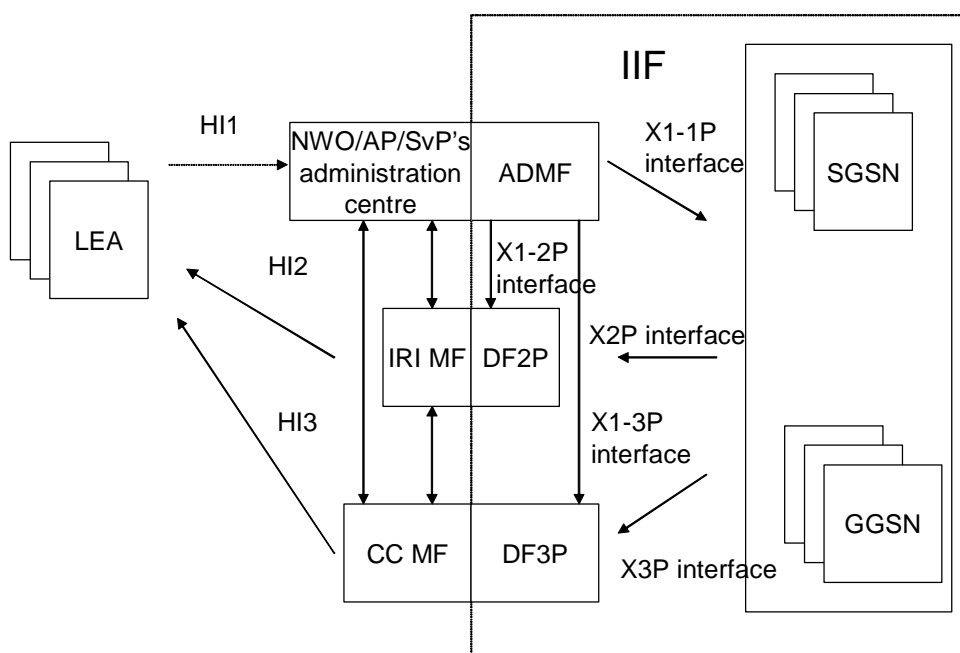 IIF
HI1
NWO/AP/SvP's
administration
centre
ADMF
X1-1P
interface
SGSN
LEA
HI2
X1-2P
interface
IRI MF
DF2P
X2P interface
HI3
X1-3P
interface
CC MF
DF3P
X3P interface
GGSN